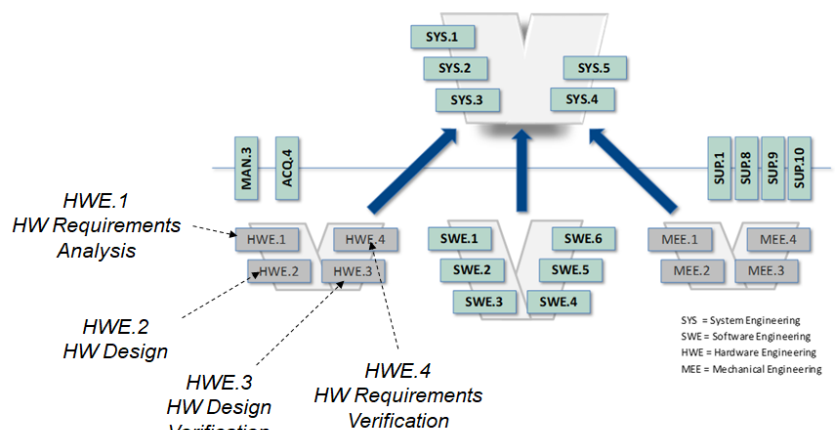 SYS.1
SYS.2
SYS.3
SYS.5
SYS.4
MAN.3
ACQ.4
SUP.1
SUP.8
SUP.9
SUP.10
HWE.1
HW Requirements
Analysis
HWE.1
HWE.2
HWE.4
HWE.3
SWE.1
SWE.2
SWE.3
SWE.6
SWE.5
SWE.4
MEE.1
MEE.2
MEE.4
MEE.3
HWE.2
HW Design
HWE.3
HW Design
Verification
HWE.4
HW Requirements
Verification
SYS = System Engineering
SWE = Software Engineering
HWE = Hardware Engineering
MEE = Mechanical Engineering